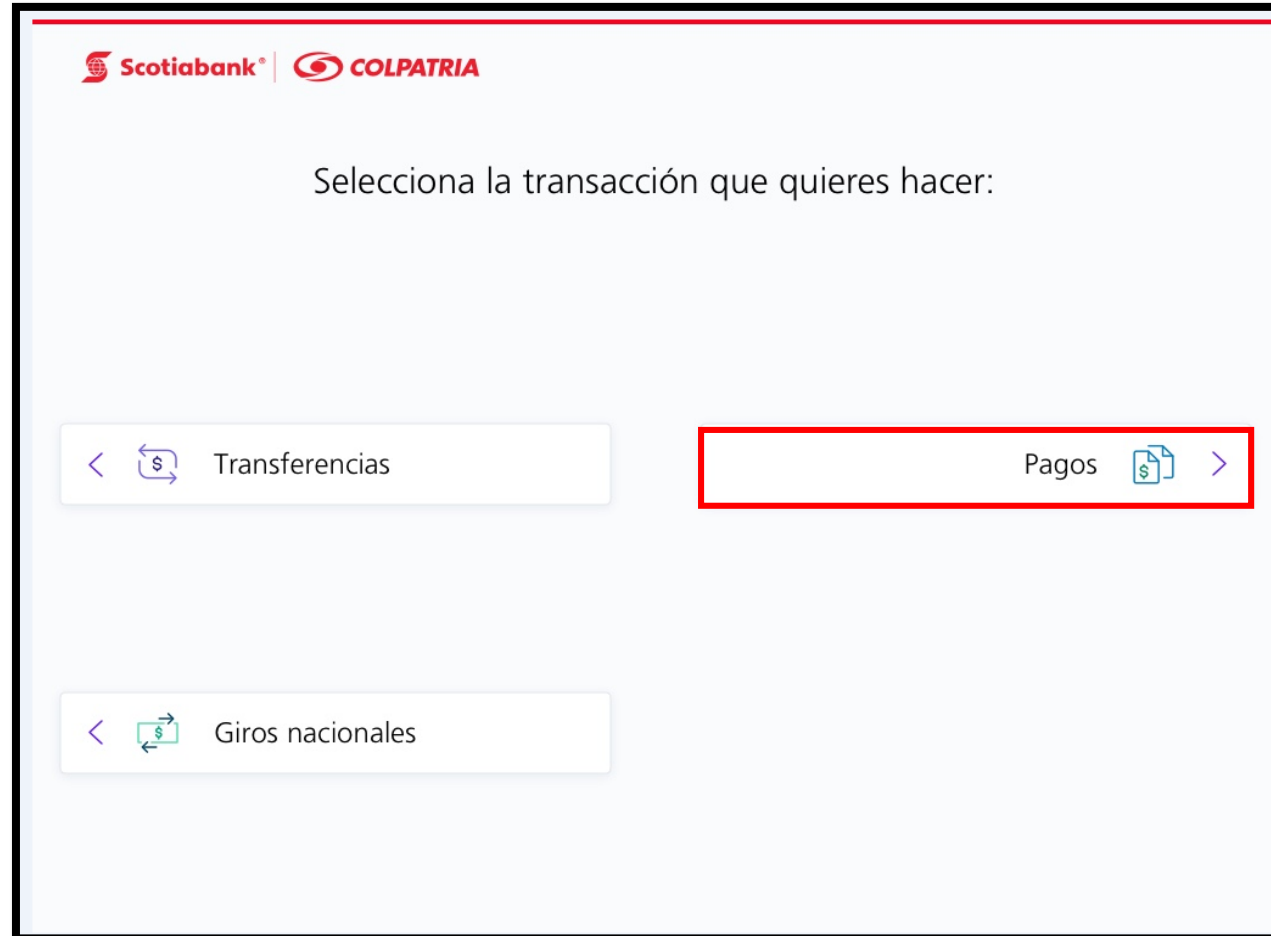 Scotiabank® COLPATRIA
Selecciona la transacción que quieres hacer:
Transferencias
Pagos
Giros nacionales